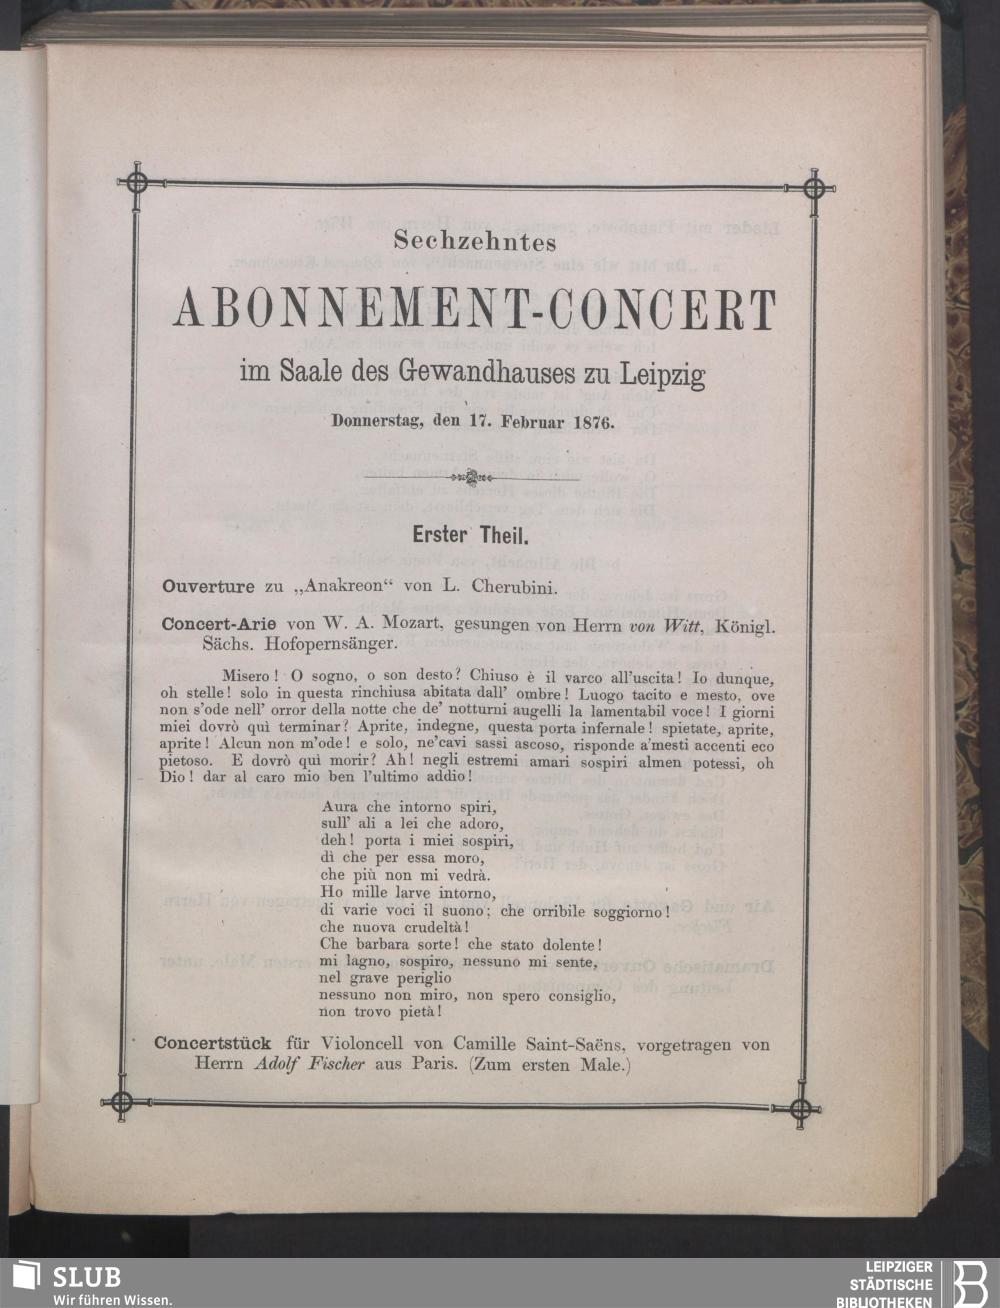 Sechzehntes
ABONNEMENT-CONCERT
im Saale des Gewandhauses zu Leipzig
Donnerstag, den 17. Februar 1876.
Erster Theil.
Ouverture zu „Anakreon“ von L. Cherubini.
Concert-Arie von W. A. Mozart, gesungen von Herrn von Witt, Königl.
Sächs. Hofopernsänger.
Misero! O sogno, o son desto? Chiuso è il varco all'uscita! Io dunque,
oh stelle! solo in questa rinchiusa abitata dall' ombre! Luogo tacito e mesto, ove
non s'ode nell' orror della notte che de' notturni augelli la lamentabil voce! I giorni
miei dovrò quì terminar? Aprite, indegne, questa porta infernale! spietate, aprite,
aprite! Alcun non m'ode! e solo, ne'cavi sassi ascoso, risponde a'mesti accenti eco
pietoso. E dovrò quì morir? Ah! negli estremi amari sospiri almen potessi, oh
Dio! dar al caro mio ben l'ultimo addio!
Aura che intorno spiri,
sull' ali a lei che adoro,
deh! porta i miei sospiri,
dì che per essa moro,
che più non mi vedrà.
Ho mille larve intorno,
di varie voci il suono; che orribile soggiorno!
che nuova crudeltà!
Che barbara sorte! che stato dolente!
mi lagno, sospiro, nessuno mi sente,
nel grave periglio
nessuno non miro, non spero consiglio,
non trovo pietà!
Concertstück für Violoncell von Camille Saint-Saëns, vorgetragen von
Herrn Adolf Fischer aus Paris. (Zum ersten Male.)
SLUB
Wir führen Wissen.
LEIPZIGER
STÄDTISCHE
BIBLIOTHEKEN